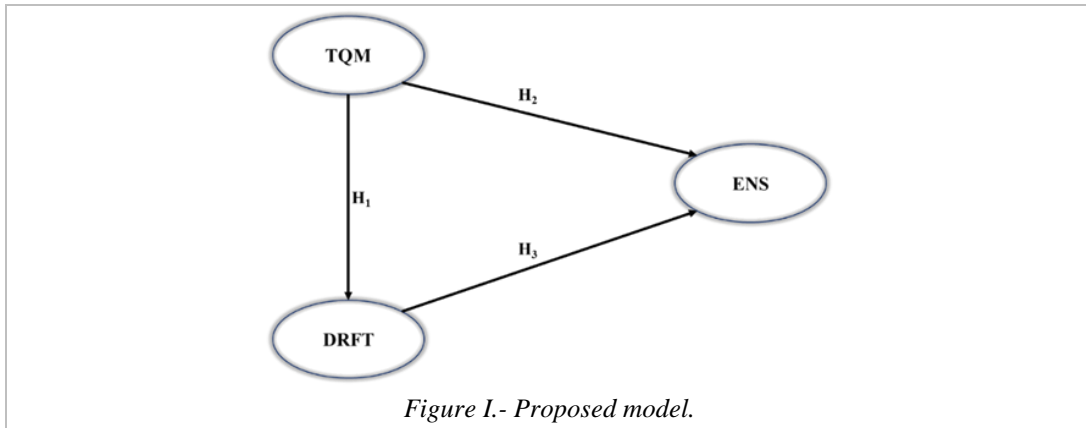 TQM
H₂
ENS
H₁
H₃
DRFT
Figure I.- Proposed model.